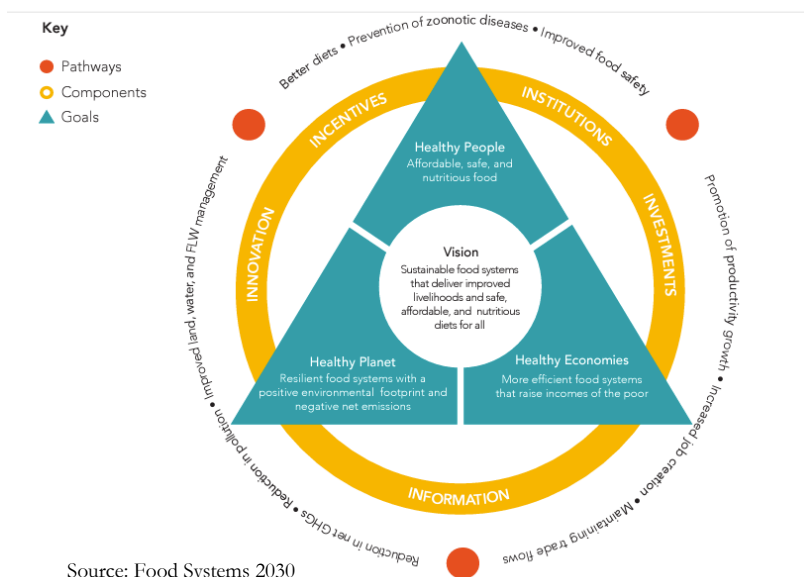 Key
Pathways
Components
Goals
Better diets • Prevention of zoonotic diseases • Improved food safety
Promotion of productivity growth • Increased job creation • Maintaining trade flows
Reduction in net GHGs • Reduction in pollution • Improved land, water, and FLW management
INCENTIVES
INSTITUTIONS
INVESTMENTS
INFORMATION
INNOVATION
Healthy People
Affordable, safe, and
nutritious food
Vision
Sustainable food systems
that deliver improved
livelihoods and safe,
affordable, and nutritious
diets for all
Healthy Planet
Resilient food systems with a
positive environmental footprint and
negative net emissions
Healthy Economies
More efficient food systems
that raise incomes of the poor
Source: Food Systems 2030